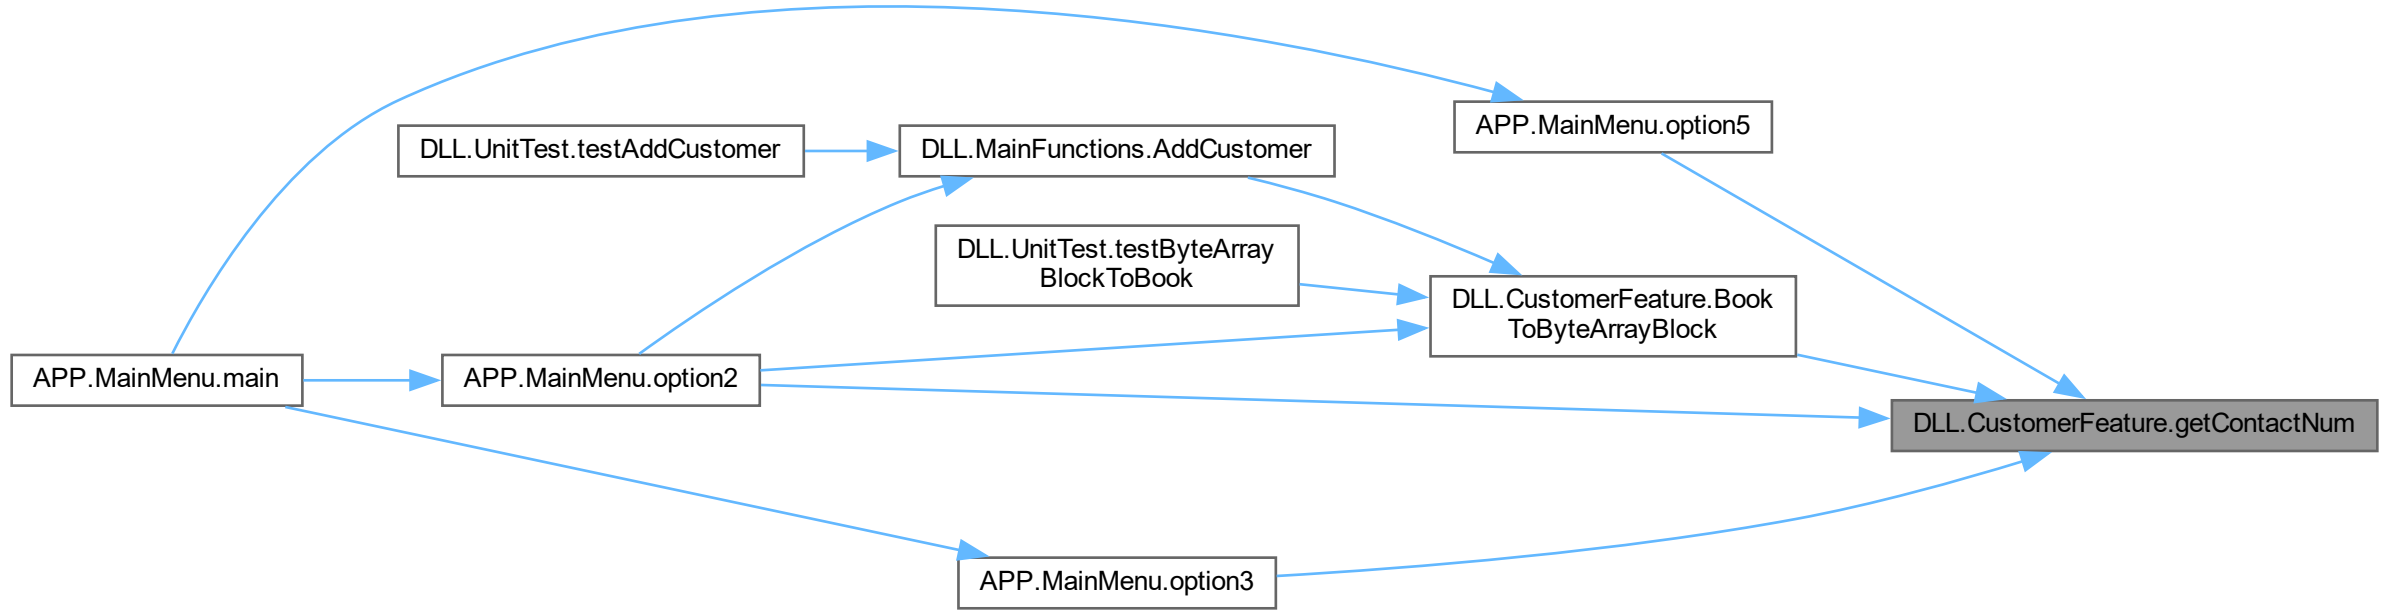 APP.MainMenu.option5
DLL.UnitTest.testAddCustomer
DLL.MainFunctions.AddCustomer
DLL.UnitTest.testByteArray
BlockToBook
DLL.CustomerFeature.Book
ToByteArrayBlock
APP.MainMenu.main
APP.MainMenu.option2
DLL.CustomerFeature.getContactNum
APP.MainMenu.option3